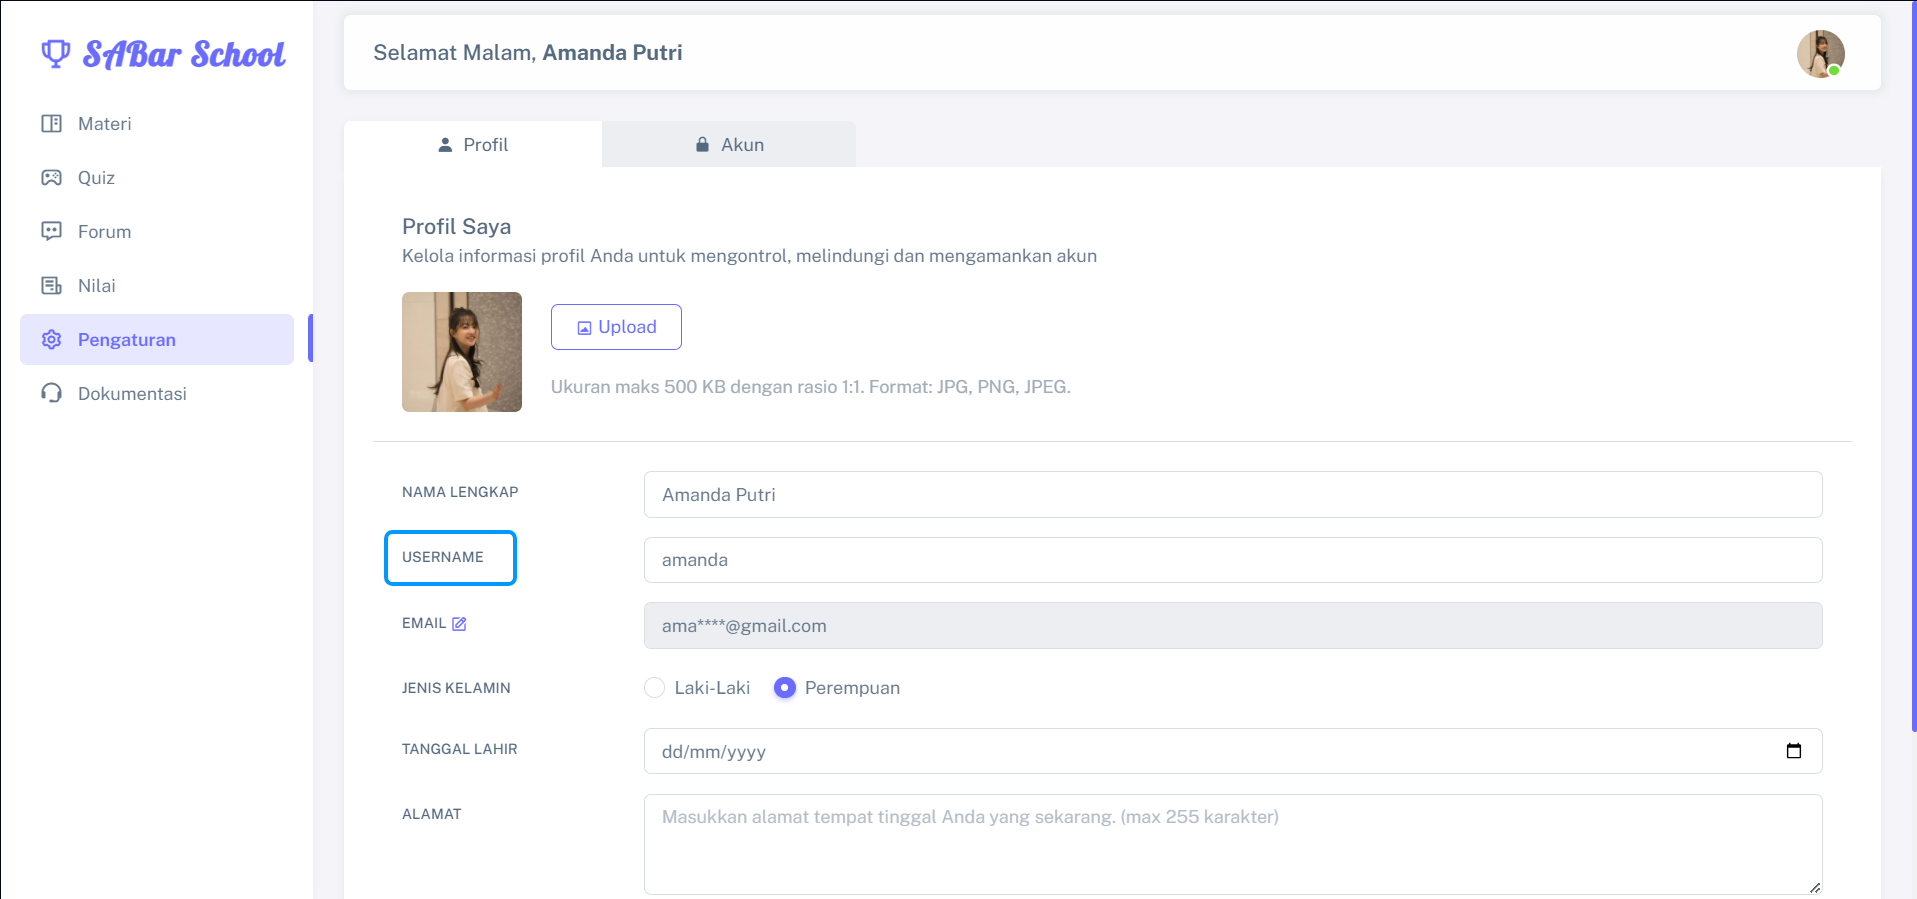 SABar School
Materi
Quiz
Forum
Nilai
Pengaturan
Dokumentasi
Selamat Malam, Amanda Putri
Profil
Akun
Profil Saya
Kelola informasi profil Anda untuk mengontrol, melindungi dan mengamankan akun
Upload
Ukuran maks 500 KB dengan rasio 1:1. Format: JPG, PNG, JPEG.
NAMA LENGKAP
Amanda Putri
USERNAME
amanda
EMAIL
ama****@gmail.com
JENIS KELAMIN
Laki-Laki
Perempuan
TANGGAL LAHIR
dd/mm/yyyy
ALAMAT
Masukkan alamat tempat tinggal Anda yang sekarang. (max 255 karakter)